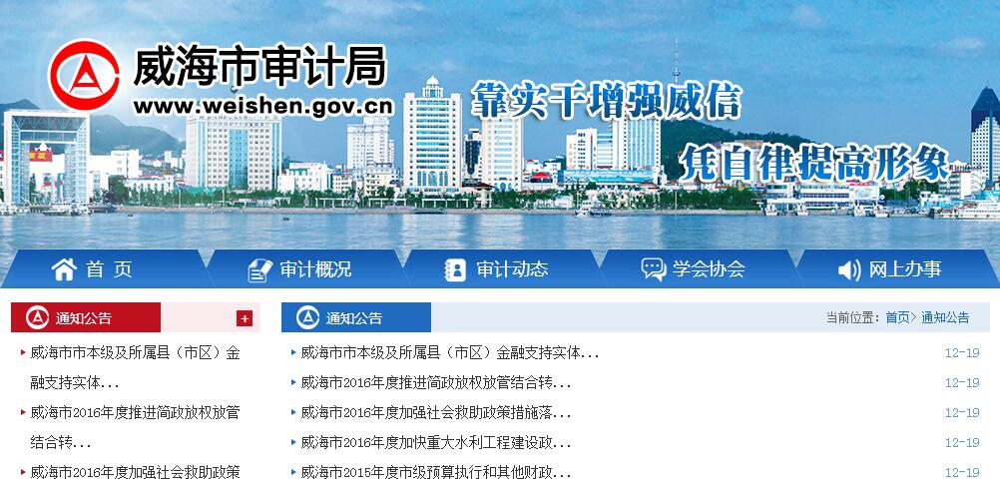 威海市审计局
www.weishen.gov.cn
靠实干增强威信
凭自律提高形象
首 页
审计概况
审计动态
学会协会
网上办事
通知公告
+
威海市市本级及所属县（市区）金
融支持实体...
威海市2016年度推进简政放权放管
结合转...
威海市2016年度加强社会救助政策
通知公告
当前位置：首页> 通知公告
威海市市本级及所属县（市区）金融支持实体... 12-19
威海市2016年度推进简政放权放管结合转... 12-19
威海市2016年度加强社会救助政策措施落... 12-19
威海市2016年度加快重大水利工程建设政... 12-19
威海市2015年度市级预算执行和其他财政... 12-19